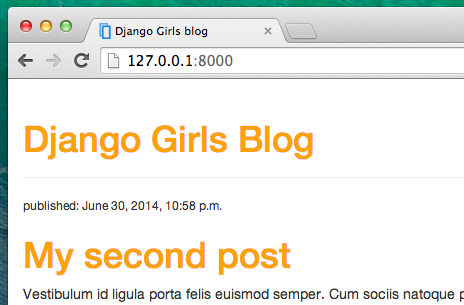 Django Girls blog
127.0.0.1:8000
Django Girls Blog
published: June 30, 2014, 10:58 p.m.
My second post
Vestibulum id ligula porta felis euismod semper. Cum sociis natoque p